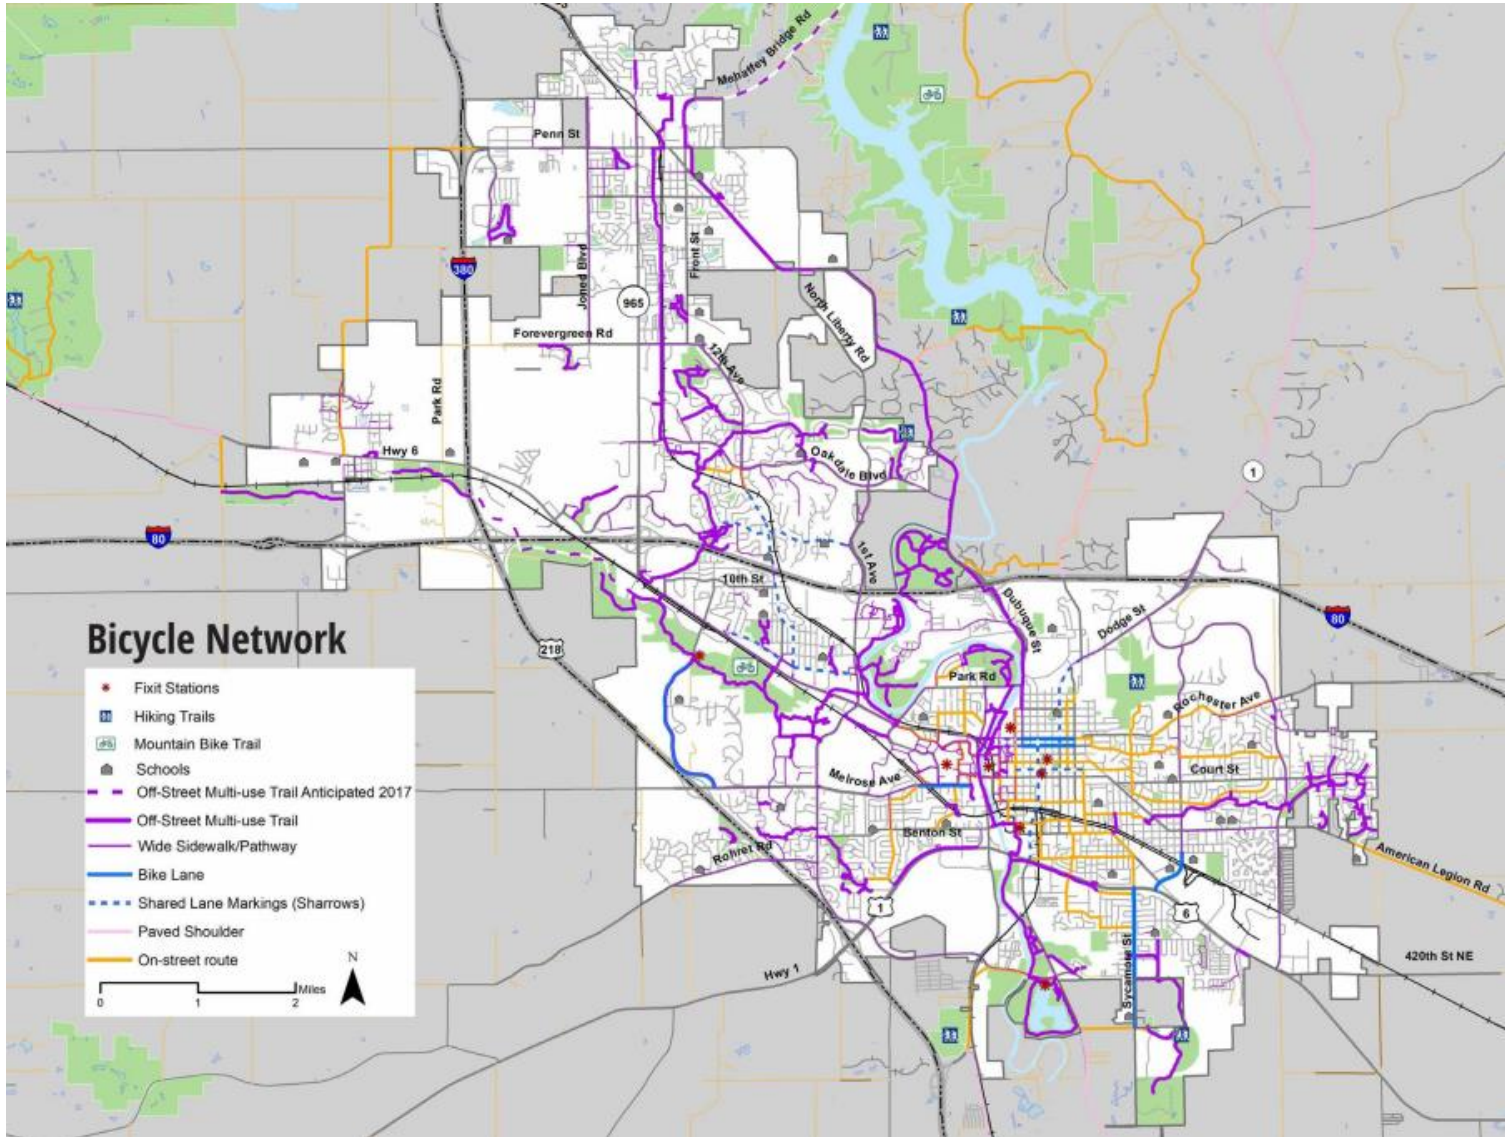 Mehaffey Bridge Rd
Penn St
380
Joned Blvd
Front St
965
North Liberty Rd
Forevergreen Rd
12th Ave
Park Rd
Hwy 6
Oakdale Blvd
1
80
1st Ave
10th St
Dubuque St
Dodge St
80
218
Park Rd
Rochester Ave
Melrose Ave
Court St
Benton St
Rohret Rd
American Legion Rd
1
6
Hwy 1
Sycamore St
420th St NE
Bicycle Network
Fixit Stations
Hiking Trails
Mountain Bike Trail
Schools
Off-Street Multi-use Trail Anticipated 2017
Off-Street Multi-use Trail
Wide Sidewalk/Pathway
Bike Lane
Shared Lane Markings (Sharrows)
Paved Shoulder
On-street route
N
Miles
0 1 2